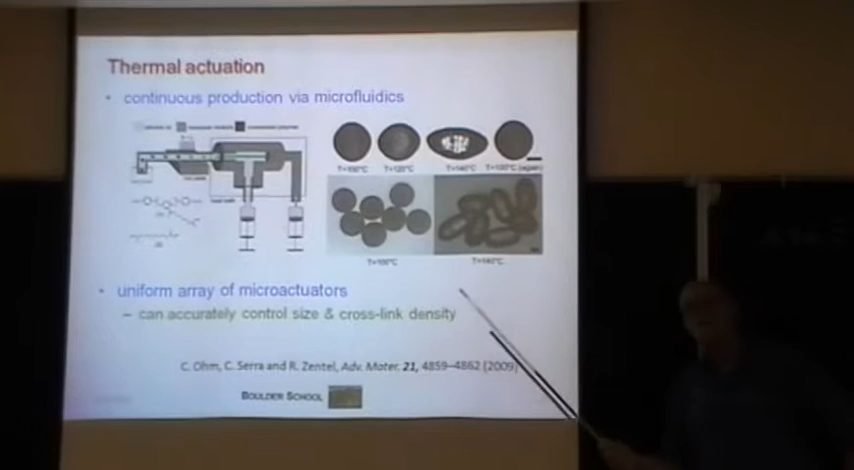 Thermal actuation
• continuous production via microfluidics
T=100°C T=120°C T=140°C T=100°C (again)
T=100°C T=140°C
• uniform array of microactuators
– can accurately control size & cross-link density
C. Ohm, C. Serra and R. Zentel, Adv. Mater. 21, 4859–4862 (2009)
BOULDER SCHOOL